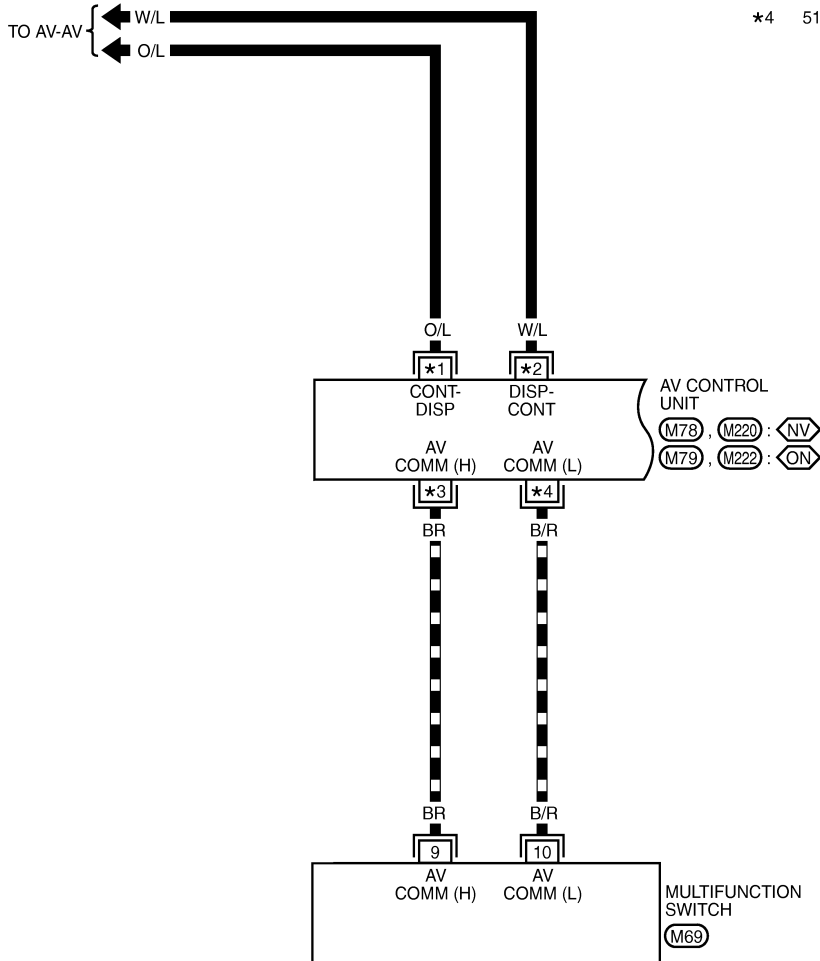 W/L
TO AV-AV
O/L
★4 51
O/L W/L
★1 ★2
CONT-
DISP
DISP-
CONT
AV CONTROL
UNIT
M78 , M220 : NV
M79 , M222 : ON
AV
COMM (H)
AV
COMM (L)
★3 ★4
BR B/R
BR B/R
9 10
AV
COMM (H)
AV
COMM (L)
MULTIFUNCTION
SWITCH
M69